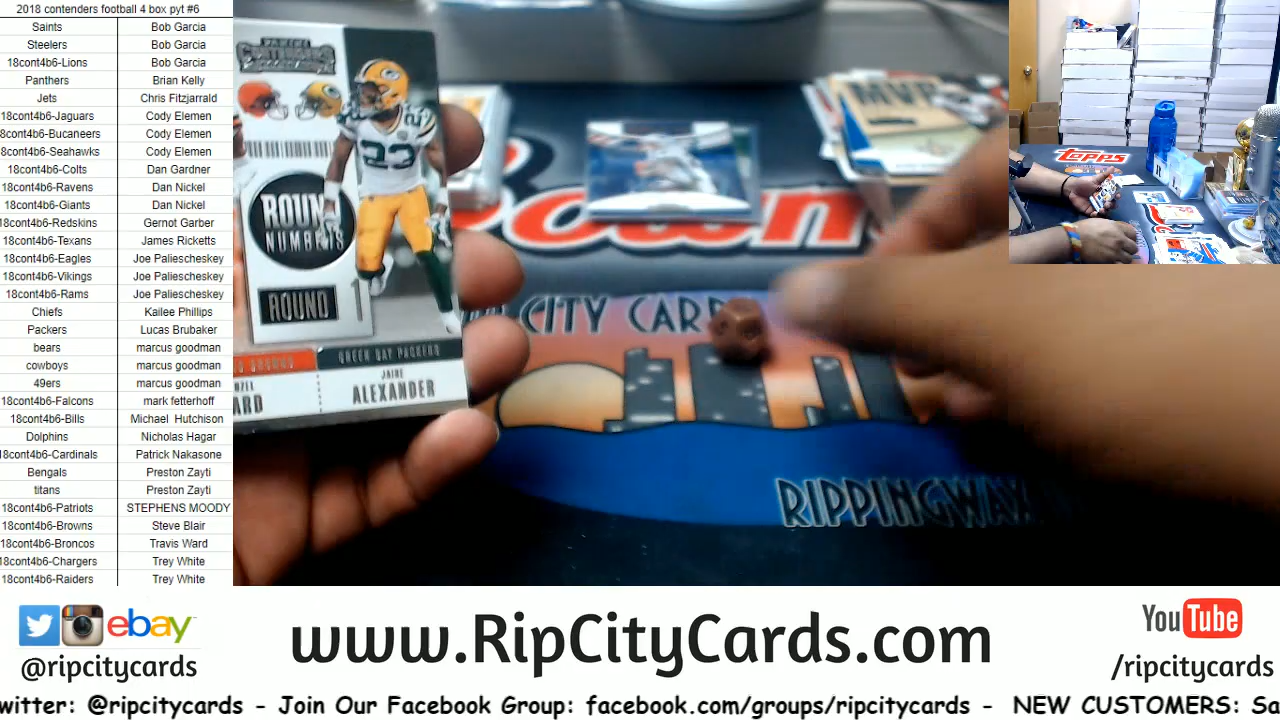 2018 contenders football 4 box pyt #6
Saints Bob Garcia
Steelers Bob Garcia
18cont4b6-Lions Bob Garcia
Panthers Brian Kelly
Jets Chris Fitzjarrald
18cont4b6-Jaguars Cody Elemen
8cont4b6-Bucaneers Cody Elemen
8cont4b6-Seahawks Cody Elemen
18cont4b6-Colts Dan Gardner
18cont4b6-Ravens Dan Nickel
18cont4b6-Giants Dan Nickel
18cont4b6-Redskins Gernot Garber
18cont4b6-Texans James Ricketts
18cont4b6-Eagles Joe Paliescheskey
18cont4b6-Vikings Joe Paliescheskey
18cont4b6-Rams Joe Paliescheskey
Chiefs Kailee Phillips
Packers Lucas Brubaker
bears marcus goodman
cowboys marcus goodman
49ers marcus goodman
18cont4b6-Falcons mark fetterhoff
18cont4b6-Bills Michael Hutchison
Dolphins Nicholas Hagar
18cont4b6-Cardinals Patrick Nakasone
Bengals Preston Zayti
titans Preston Zayti
18cont4b6-Patriots STEPHENS MOODY
18cont4b6-Browns Steve Blair
18cont4b6-Broncos Travis Ward
18cont4b6-Chargers Trey White
18cont4b6-Raiders Trey White
PANINI
CONTENDERS
23
ROUND
NUMBERS
ROUND 1
GREEN BAY PACKERS
JAIRE
ALEXANDER
ARD
MVP
CITY CARD
RIPPINGWAX
topps
ebay
@ripcitycards
www.RipCityCards.com
YouTube
/ripcitycards
witter: @ripcitycards - Join Our Facebook Group: facebook.com/groups/ripcitycards - NEW CUSTOMERS: Sa